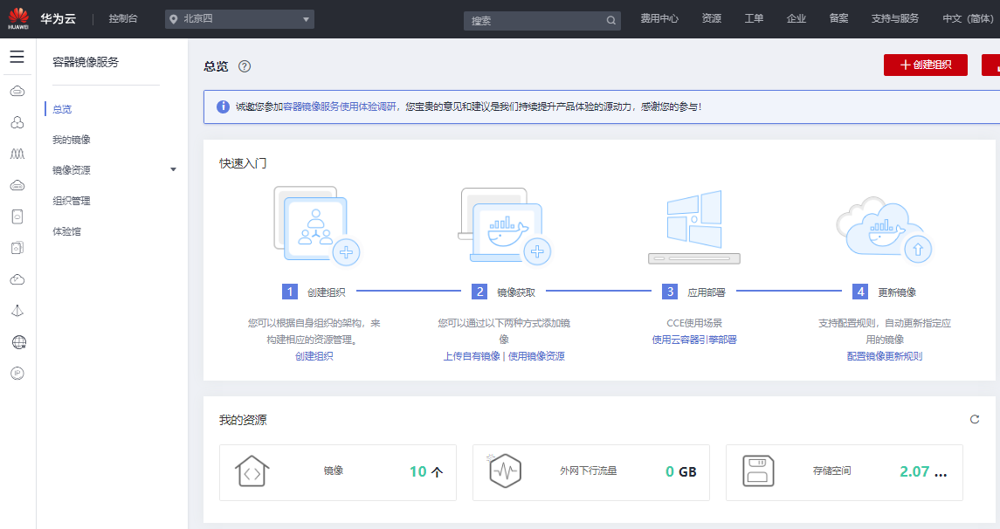 HUAWEI
华为云
控制台
北京四
搜索
费用中心
资源
工单
企业
备案
支持与服务
中文（简体）
容器镜像服务
总览
我的镜像
镜像资源
组织管理
体验馆
总览 ?
+ 创建组织
诚邀您参加容器镜像服务使用体验调研，您宝贵的意见和建议是我们持续提升产品体验的源动力，感谢您的参与！
快速入门
1 创建组织
您可以根据自身组织的架构，来
构建相应的资源管理。
创建组织
2 镜像获取
您可以通过以下两种方式添加镜
像
上传自有镜像 | 使用镜像资源
3 应用部署
CCE使用场景
使用云容器引擎部署
4 更新镜像
支持配置规则，自动更新指定应
用的镜像
配置镜像更新规则
我的资源
镜像
10 个
外网下行流量
0 GB
存储空间
2.07 ...
IP